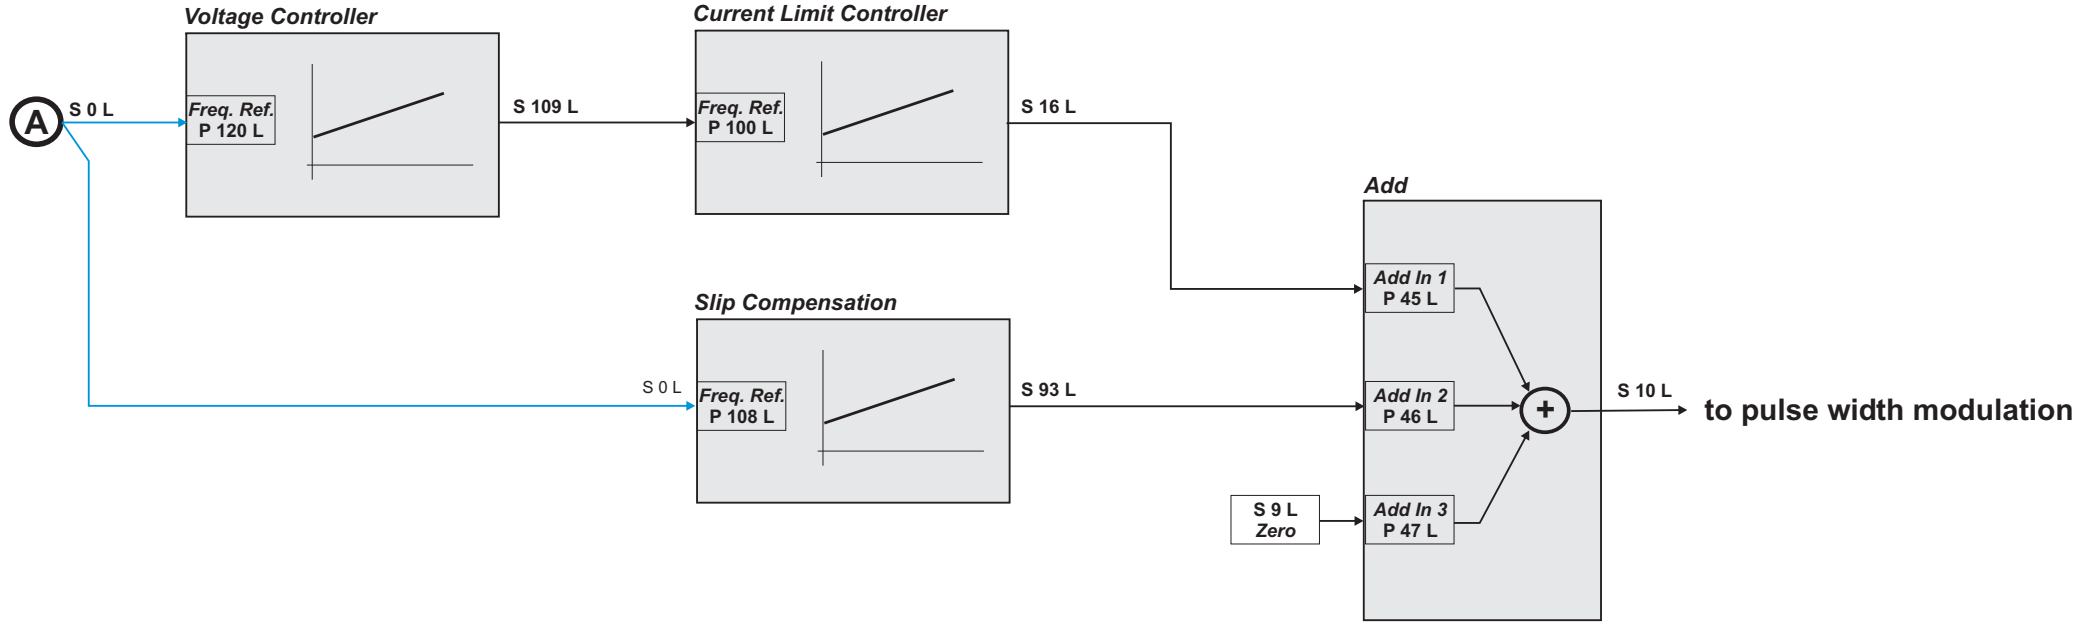 Voltage Controller
Current Limit Controller
A
S 0 L
Freq. Ref.
P 120 L
S 109 L
Freq. Ref.
P 100 L
S 16 L
Add
Add In 1
P 45 L
Slip Compensation
S 0 L
Freq. Ref.
P 108 L
S 93 L
Add In 2
P 46 L
+
S 10 L
to pulse width modulation
S 9 L
Zero
Add In 3
P 47 L